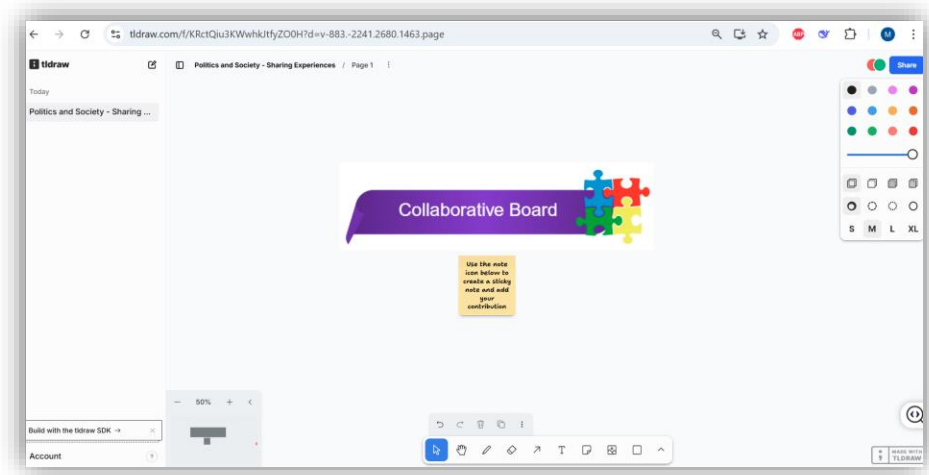 tldraw.com/f/KRctQiu3KWwhkJtfyZO0H?d=v-883.-2241.2680.1463.page
ABP
M
tldraw
Politics and Society - Sharing Experiences / Page 1
Share
Today
Politics and Society - Sharing ...
Collaborative Board
Use the note
icon below to
create a sticky
note and add
your
contribution
S M L XL
50%
Build with the tldraw SDK →
Account
?
T
MADE WITH
TLDRAW